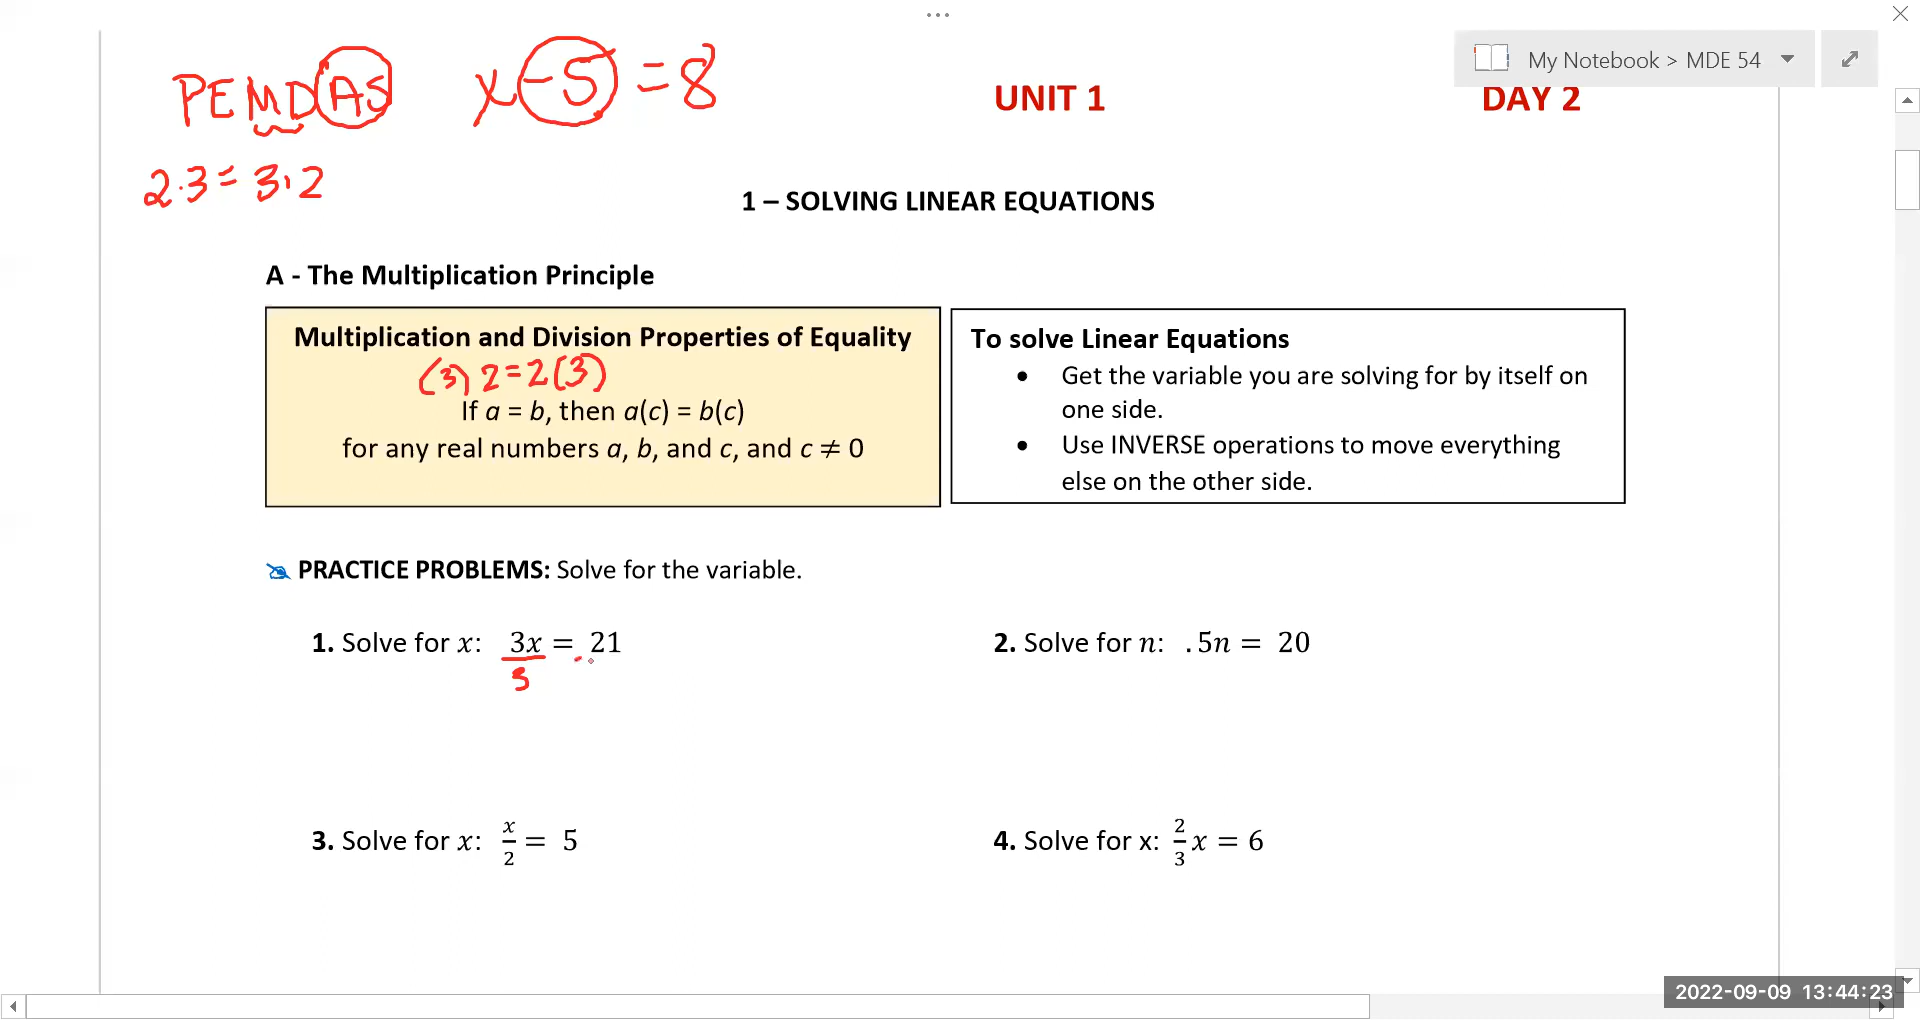 PEMDAS x - 5 = 8
My Notebook > MDE 54
UNIT 1 DAY 2
2·3 = 3·2
1 – SOLVING LINEAR EQUATIONS
A - The Multiplication Principle
Multiplication and Division Properties of Equality
(3) 2 = 2 (3)
If a = b, then a(c) = b(c)
for any real numbers a, b, and c, and c ≠ 0
To solve Linear Equations
• Get the variable you are solving for by itself on
one side.
• Use INVERSE operations to move everything
else on the other side.
PRACTICE PROBLEMS: Solve for the variable.
1. Solve for x: 3x = 21
3
2. Solve for n: .5n = 20
3. Solve for x: x/2 = 5
4. Solve for x: 2/3 x = 6
2022-09-09 13:44:23